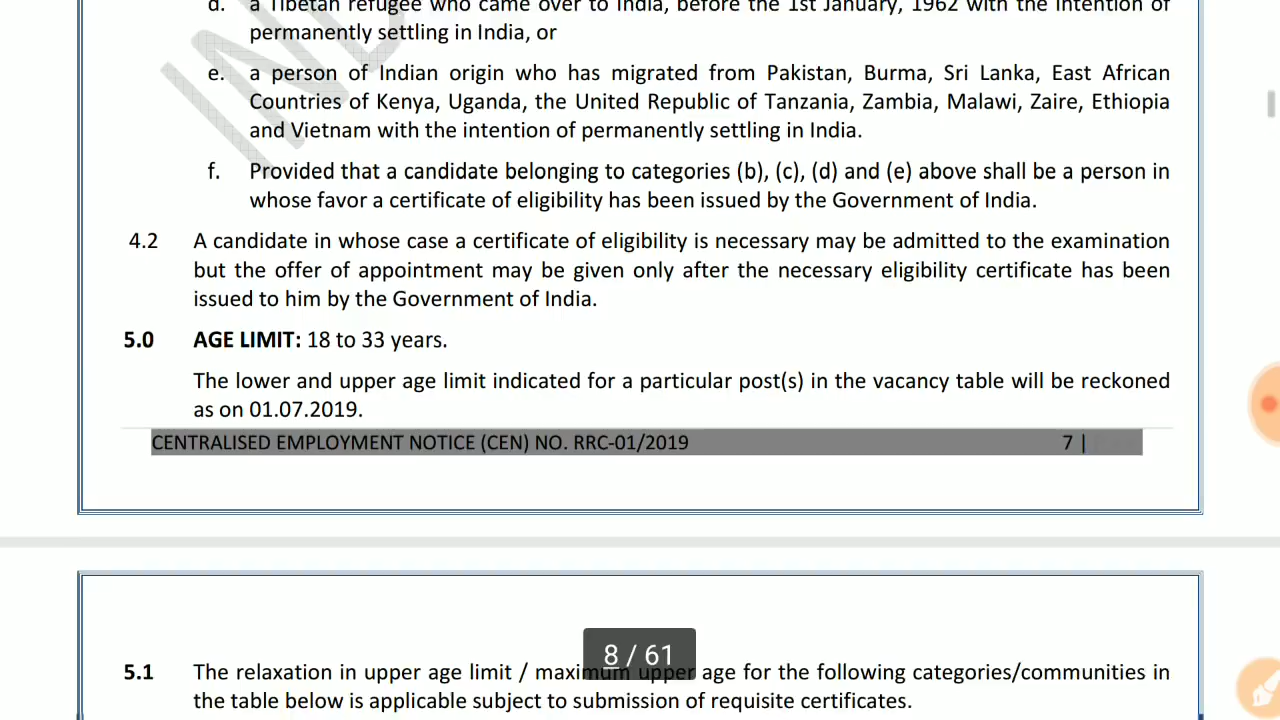 d. a Tibetan refugee who came over to India, before the 1st January, 1962 with the intention of
permanently settling in India, or
e. a person of Indian origin who has migrated from Pakistan, Burma, Sri Lanka, East African
Countries of Kenya, Uganda, the United Republic of Tanzania, Zambia, Malawi, Zaire, Ethiopia
and Vietnam with the intention of permanently settling in India.
f. Provided that a candidate belonging to categories (b), (c), (d) and (e) above shall be a person in
whose favor a certificate of eligibility has been issued by the Government of India.
4.2 A candidate in whose case a certificate of eligibility is necessary may be admitted to the examination
but the offer of appointment may be given only after the necessary eligibility certificate has been
issued to him by the Government of India.
5.0 AGE LIMIT: 18 to 33 years.
The lower and upper age limit indicated for a particular post(s) in the vacancy table will be reckoned
as on 01.07.2019.
CENTRALISED EMPLOYMENT NOTICE (CEN) NO. RRC-01/2019 7 |
8 / 61
5.1 The relaxation in upper age limit / maximum upper age for the following categories/communities in
the table below is applicable subject to submission of requisite certificates.